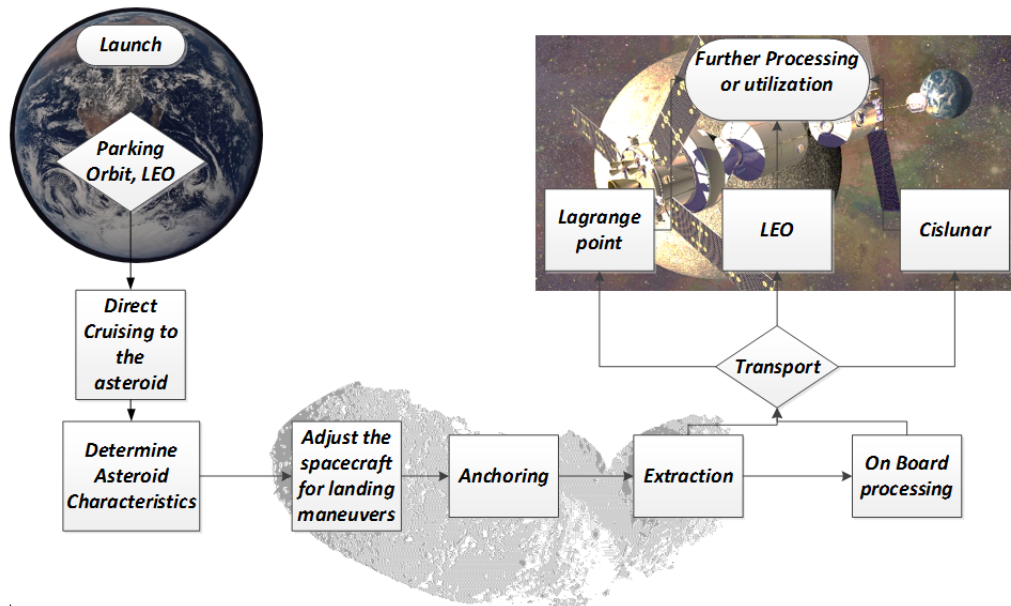 Launch
Parking
Orbit, LEO
Direct
Cruising to
the
asteroid
Determine
Asteroid
Characteristics
Adjust the
spacecraft
for landing
maneuvers
Anchoring
Extraction
On Board
processing
Transport
Lagrange
point
LEO
Cislunar
Further Processing
or utilization